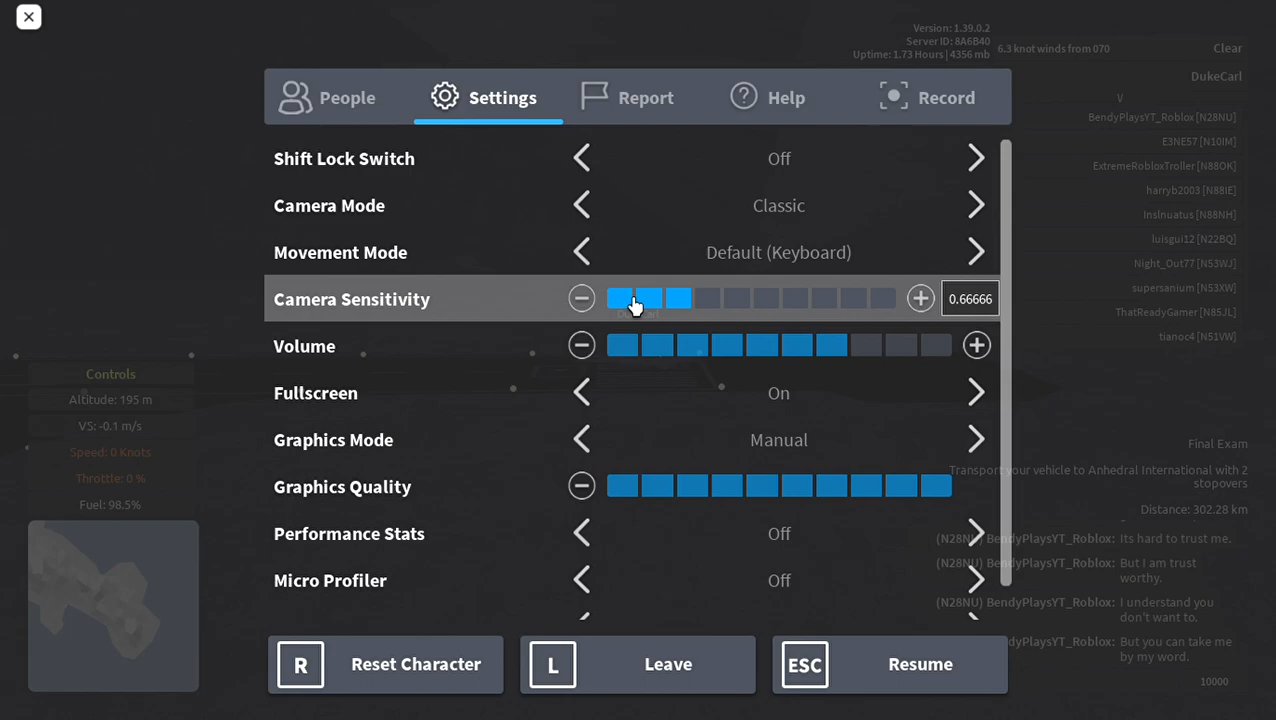 Version: 1.39.0.2
Server ID: 8A6B40
Uptime: 1.73 Hours | 4356 mb
6.3 knot winds from 070
Clear
DukeCarl
V
BendyPlaysYT_Roblox [N28NU]
E3NE57 [N10IM]
ExtremeRobloxTroller [N88OK]
harryb2003 [N88IE]
Inslnuatus [N88NH]
luisgui12 [N22BQ]
Night_Out77 [N53WJ]
supersanium [N53XW]
ThatReadyGamer [N85JL]
tianoc4 [N51VW]
People
Settings
Report
Help
Record
Shift Lock Switch
Off
Camera Mode
Classic
Movement Mode
Default (Keyboard)
Camera Sensitivity
0.66666
Volume
Fullscreen
On
Graphics Mode
Manual
Graphics Quality
Performance Stats
Off
Micro Profiler
Off
R Reset Character
L Leave
ESC Resume
Controls
Altitude: 195 m
VS: -0.1 m/s
Speed: 0 Knots
Throttle: 0 %
Fuel: 98.5%
Final Exam
Transport your vehicle to Anhedral International with 2
stopovers
Distance: 302.28 km
(N28NU) BendyPlaysYT_Roblox: Its hard to trust me.
(N28NU) BendyPlaysYT_Roblox: But I am trust
worthy.
(N28NU) BendyPlaysYT_Roblox: I understand you
don't want to.
ndyPlaysYT_Roblox: But you can take me
by my word.
10000